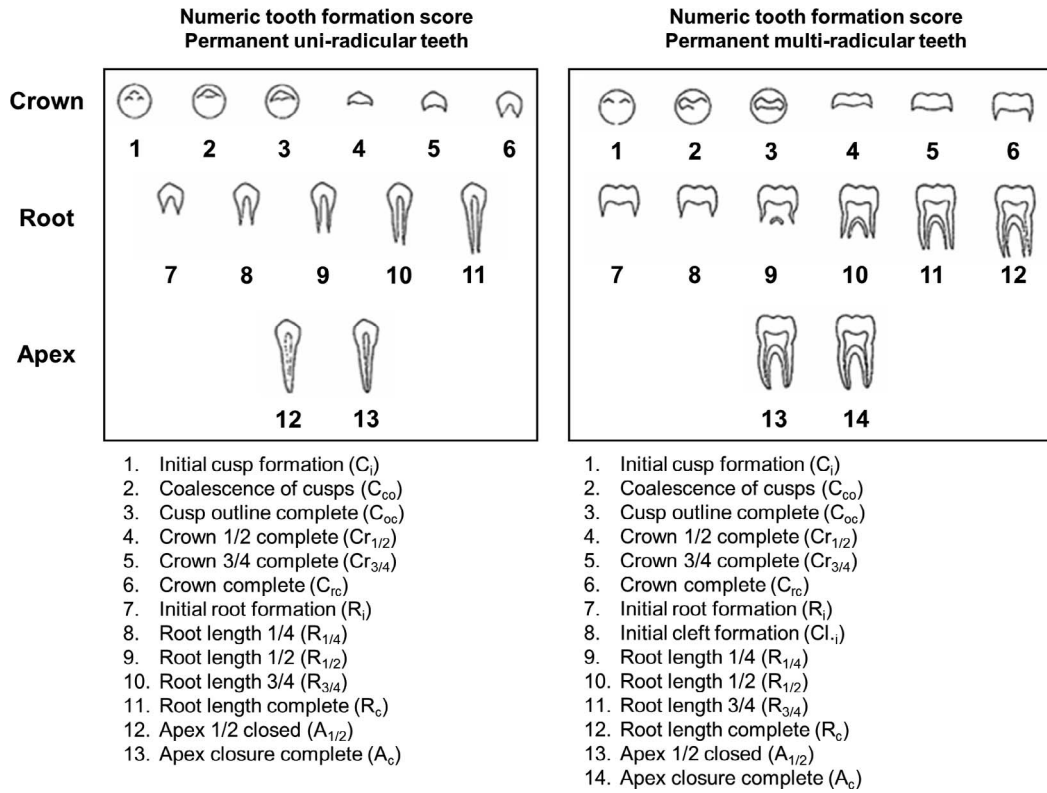 Numeric tooth formation score
Permanent uni-radicular teeth
Numeric tooth formation score
Permanent multi-radicular teeth
Crown
1 2 3 4 5 6
1 2 3 4 5 6
Root
7 8 9 10 11
7 8 9 10 11 12
Apex
12 13
13 14
1. Initial cusp formation (Ci)
2. Coalescence of cusps (Cco)
3. Cusp outline complete (Coc)
4. Crown 1/2 complete (Cr1/2)
5. Crown 3/4 complete (Cr3/4)
6. Crown complete (Crc)
7. Initial root formation (Ri)
8. Root length 1/4 (R1/4)
9. Root length 1/2 (R1/2)
10. Root length 3/4 (R3/4)
11. Root length complete (Rc)
12. Apex 1/2 closed (A1/2)
13. Apex closure complete (Ac)
1. Initial cusp formation (Ci)
2. Coalescence of cusps (Cco)
3. Cusp outline complete (Coc)
4. Crown 1/2 complete (Cr1/2)
5. Crown 3/4 complete (Cr3/4)
6. Crown complete (Crc)
7. Initial root formation (Ri)
8. Initial cleft formation (Cl.i)
9. Root length 1/4 (R1/4)
10. Root length 1/2 (R1/2)
11. Root length 3/4 (R3/4)
12. Root length complete (Rc)
13. Apex 1/2 closed (A1/2)
14. Apex closure complete (Ac)